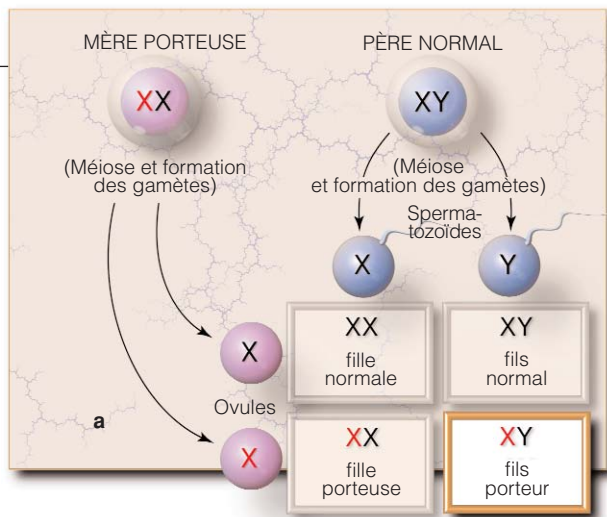 MÈRE PORTEUSE
PÈRE NORMAL
XX
XY
(Méiose et formation
des gamètes)
(Méiose
et formation des gamètes)
Sperma-
tozoïdes
X
Y
X
XX
fille
normale
XY
fils
normal
Ovules
a
X
XX
fille
porteuse
XY
fils
porteur